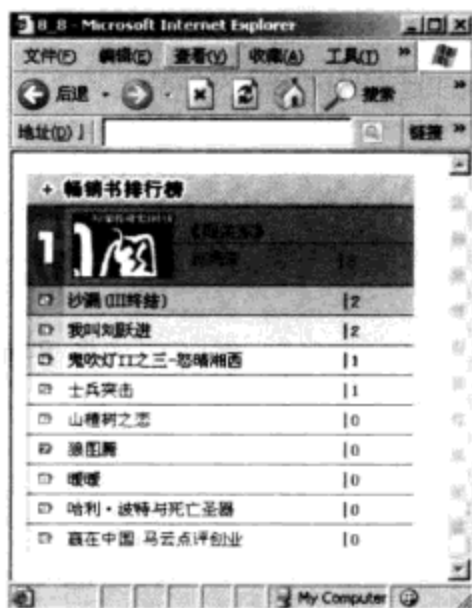 8_8 - Microsoft Internet Explorer
文件(F) 编辑(E) 查看(V) 收藏(A) 工具(T) »
后退 搜索 »
地址(D) 链接 »
+ 畅销书排行榜
1
沙漏(III终结) | 2
我叫刘跃进 | 2
鬼吹灯II之三-怒晴湘西 | 1
士兵突击 | 1
山楂树之恋 | 0
狼图腾 | 0
暖暖 | 0
哈利·波特与死亡圣器 | 0
赢在中国 马云点评创业 | 0
My Computer